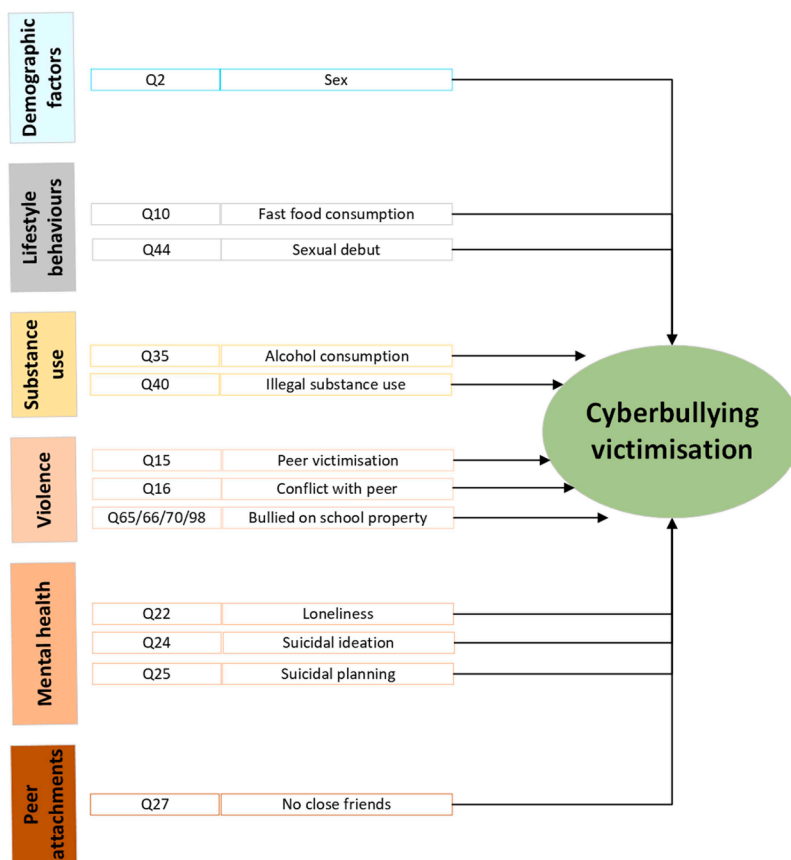 Demographic
factors
Q2 Sex
Lifestyle
behaviours
Q10 Fast food consumption
Q44 Sexual debut
Substance
use
Q35 Alcohol consumption
Q40 Illegal substance use
Cyberbullying
victimisation
Violence
Q15 Peer victimisation
Q16 Conflict with peer
Q65/66/70/98 Bullied on school property
Mental health
Q22 Loneliness
Q24 Suicidal ideation
Q25 Suicidal planning
Peer
attachments
Q27 No close friends